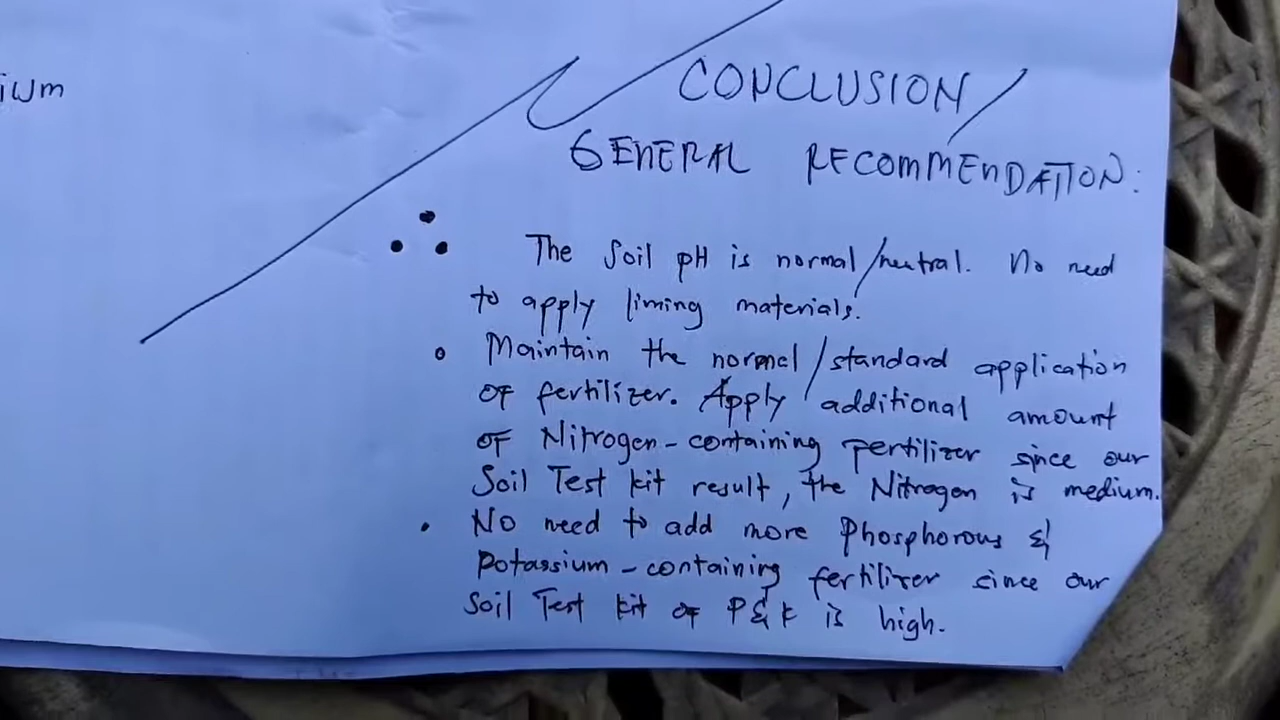 ium
CONCLUSION/
GENERAL RECOMMENDATION:
∴ The Soil pH is normal/neutral. No need
to apply liming materials.
• Maintain the normal/standard application
of fertilizer. Apply additional amount
of Nitrogen-containing fertilizer since our
Soil Test kit result, the Nitrogen is medium.
• No need to add more Phosphorous &
Potassium-containing fertilizer since our
Soil Test kit of P & K is high.